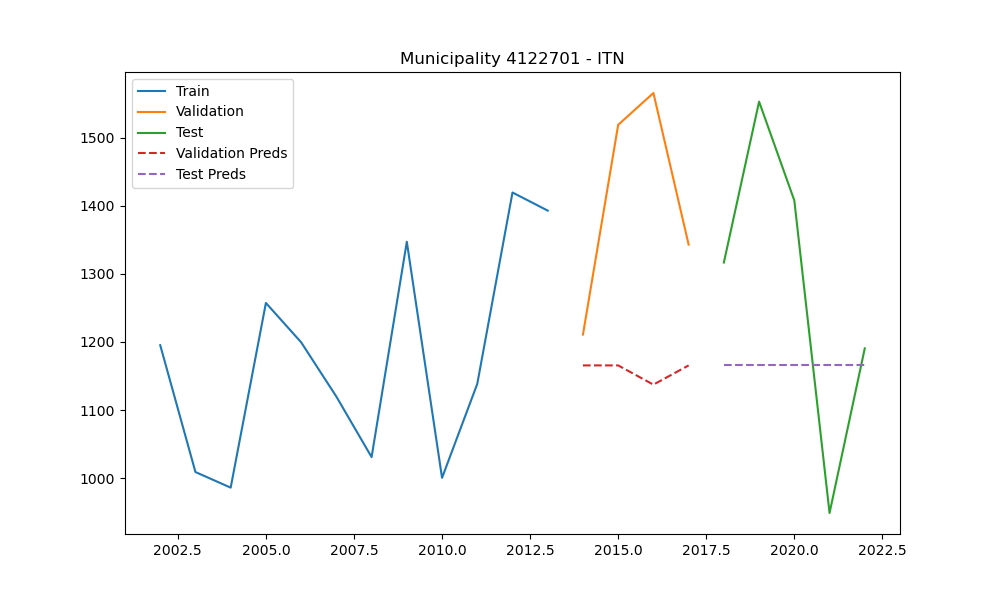 Municipality 4122701 - ITN
Train
Validation
Test
Validation Preds
Test Preds
1500
1400
1300
1200
1100
1000
2002.5 2005.0 2007.5 2010.0 2012.5 2015.0 2017.5 2020.0 2022.5